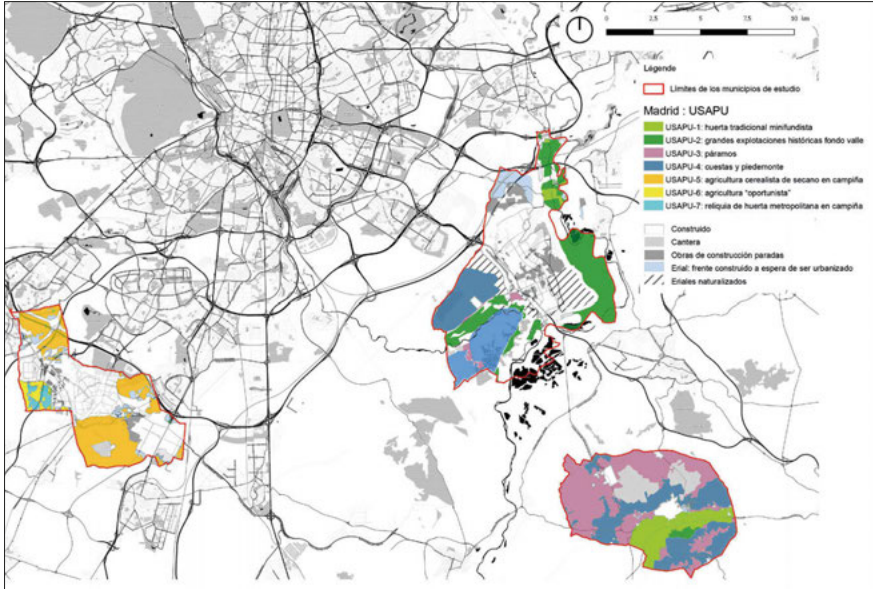 0 2,5 5 7,5 10 km
Légende
Límites de los municipios de estudio
Madrid : USAPU
USAPU-1: huerta tradicional minifundista
USAPU-2: grandes explotaciones históricas fondo valle
USAPU-3: páramos
USAPU-4: cuestas y piedemonte
USAPU-5: agricultura cerealista de secano en campiña
USAPU-6: agricultura "oportunista"
USAPU-7: reliquia de huerta metropolitana en campiña
Construido
Cantera
Obras de construcción paradas
Erial: frente construido a espera de ser urbanizado
Eriales naturalizados